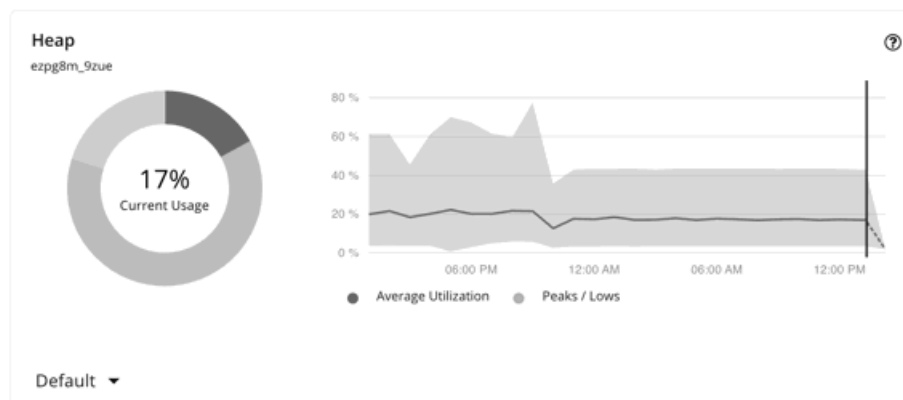 Heap
ezpg8m_9zue
17%
Current Usage
80 %
60 %
40 %
20 %
0 %
06:00 PM 12:00 AM 06:00 AM 12:00 PM
Average Utilization Peaks / Lows
Default